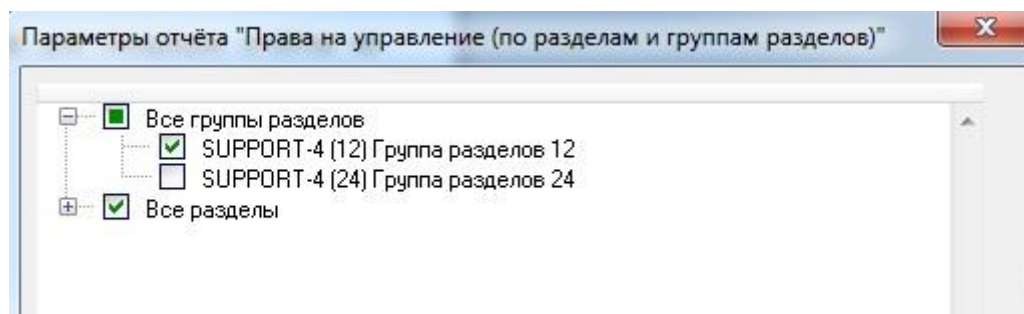 Параметры отчёта "Права на управление (по разделам и группам разделов)"
Все группы разделов
SUPPORT-4 (12) Группа разделов 12
SUPPORT-4 (24) Группа разделов 24
Все разделы